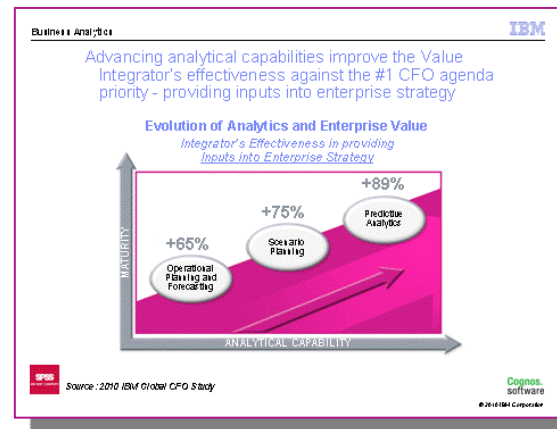 Business Analytics
IBM
Advancing analytical capabilities improve the Value
Integrator's effectiveness against the #1 CFO agenda
priority - providing inputs into enterprise strategy
Evolution of Analytics and Enterprise Value
Integrator's Effectiveness in providing
Inputs into Enterprise Strategy
+89%
Predictive
Analytics
+75%
Scenario
Planning
+65%
Operational
Planning and
Forecasting
MATURITY
ANALYTICAL CAPABILITY
SPSS
Source: 2010 IBM Global CFO Study
Cognos.
software
© 2010 IBM Corporation